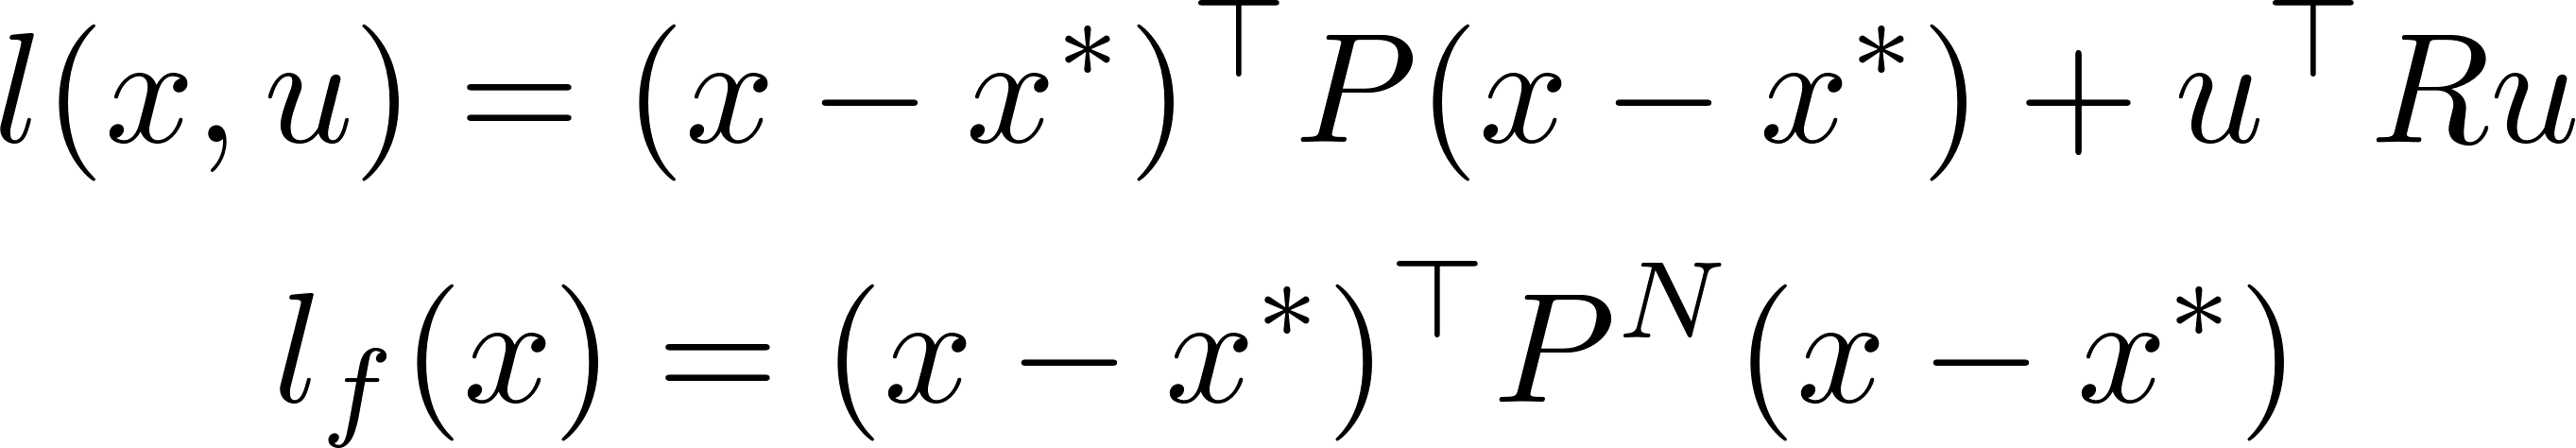 l(x, u) = (x − x*)⊤P(x − x*) + u⊤Ru
l_f(x) = (x − x*)⊤P^N(x − x*)